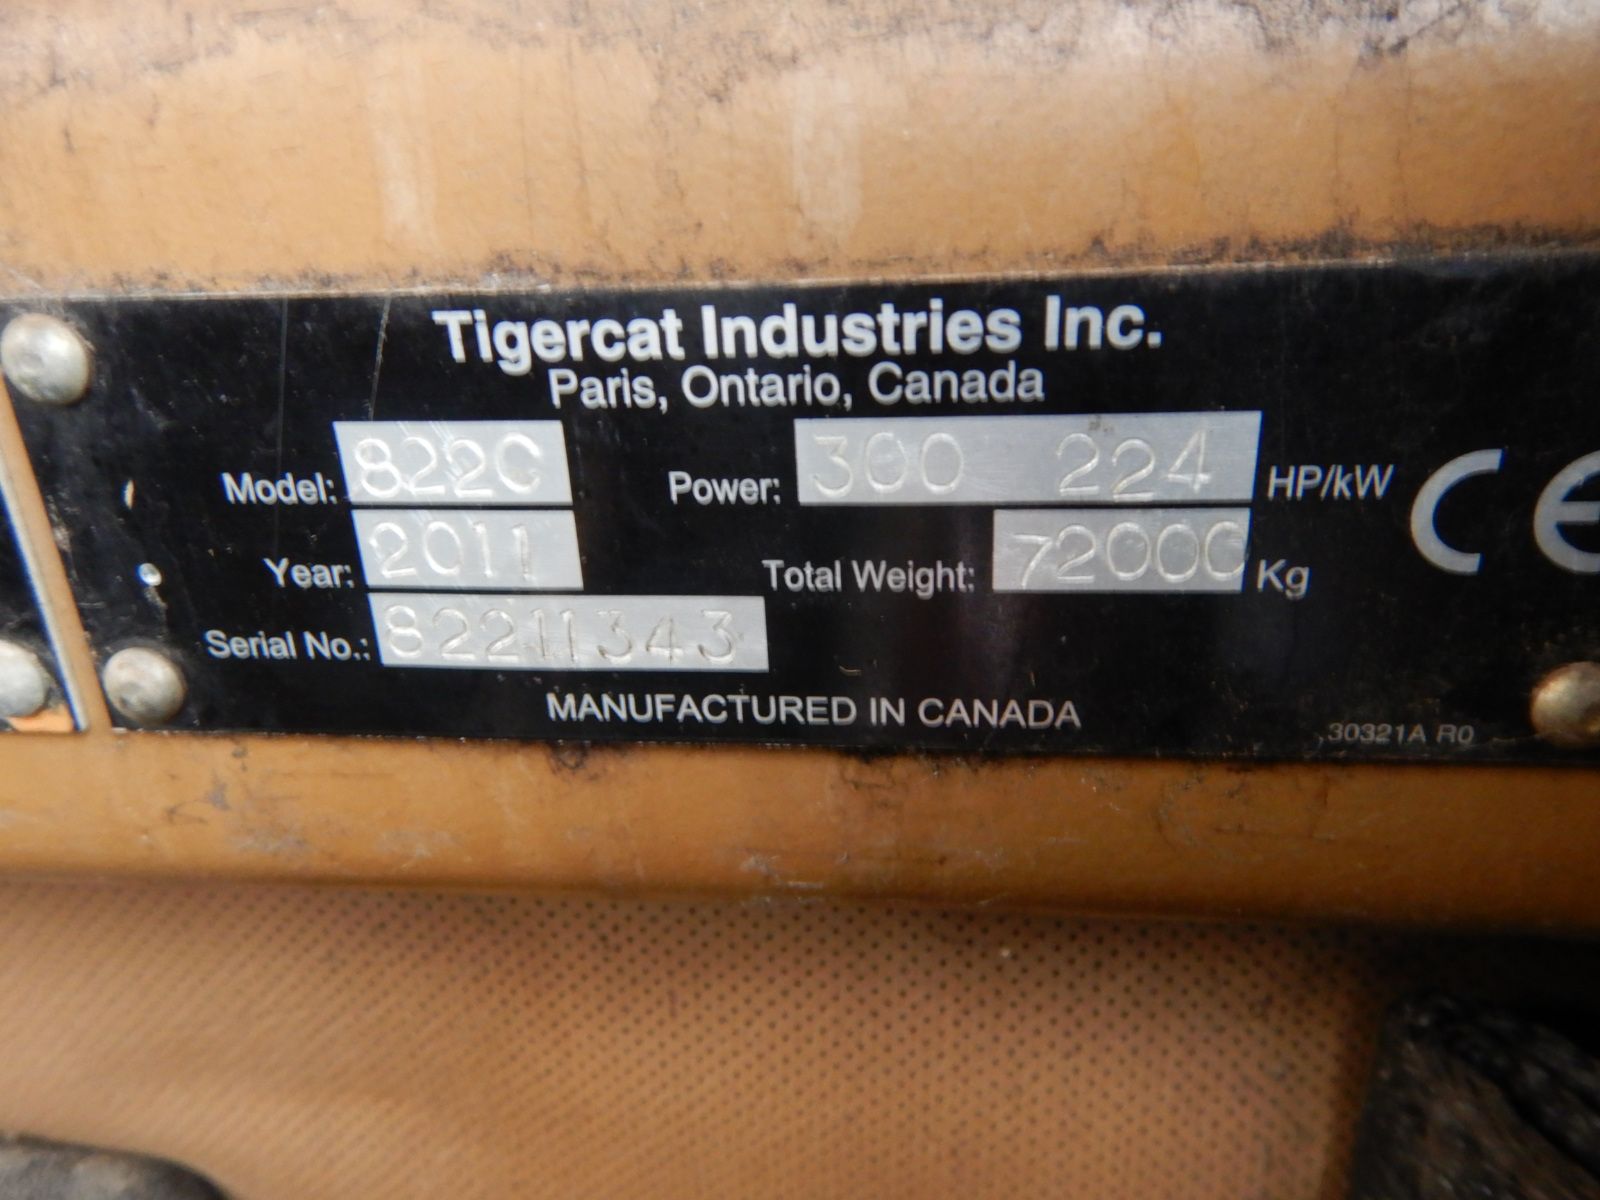 Tigercat Industries Inc.
Paris, Ontario, Canada
Model: 822C Power: 300 224 HP/kW
Year: 2011 Total Weight: 72000 Kg
Serial No.: 82211343
CE
MANUFACTURED IN CANADA
30321A R0